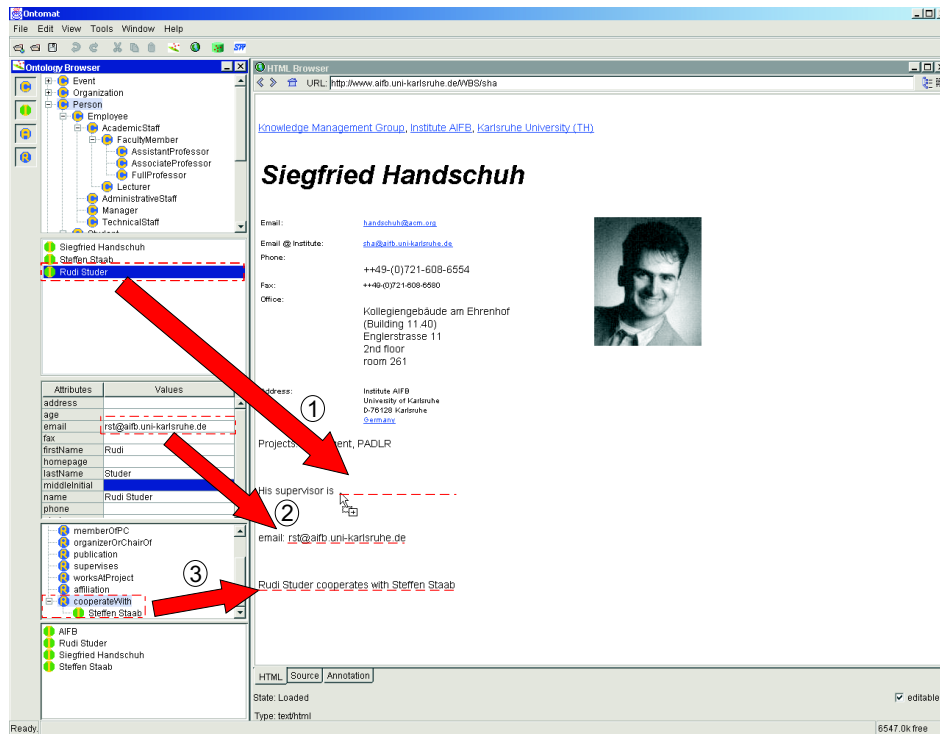 Ontomat
File Edit View Tools Window Help
STP
Ontology Browser
Event
Organization
Person
Employee
AcademicStaff
FacultyMember
AssistantProfessor
AssociateProfessor
FullProfessor
Lecturer
AdministrativeStaff
Manager
TechnicalStaff
Student
Siegfried Handschuh
Steffen Staab
Rudi Studer
Attributes Values
address
age
email rst@aifb.uni-karlsruhe.de
fax
firstName Rudi
homepage
lastName Studer
middleInitial
name Rudi Studer
phone
memberOfPC
organizerOrChairOf
publication
supervises
worksAtProject
affiliation
cooperateWith
Steffen Staab
AIFB
Rudi Studer
Siegfried Handschuh
Steffen Staab
HTML Browser
URL: http://www.aifb.uni-karlsruhe.de/WBS/sha
Knowledge Management Group, Institute AIFB, Karlsruhe University (TH)
Siegfried Handschuh
Email: handschuh@acm.org
Email @ Institute: sha@aifb.uni-karlsruhe.de
Phone:
++49-(0)721-608-6554
Fax: ++49-(0)721-608-6580
Office:
Kollegiengebäude am Ehrenhof
(Building 11.40)
Englerstrasse 11
2nd floor
room 261
Address: Institute AIFB
University of Karlsruhe
D-76128 Karlsruhe
Germany
1
Projects ent, PADLR
His supervisor is
2
email: rst@aifb.uni-karlsruhe.de
3
Rudi Studer cooperates with Steffen Staab
HTML Source Annotation
State: Loaded
editable
Type: text/html
Ready.
6547.0k free